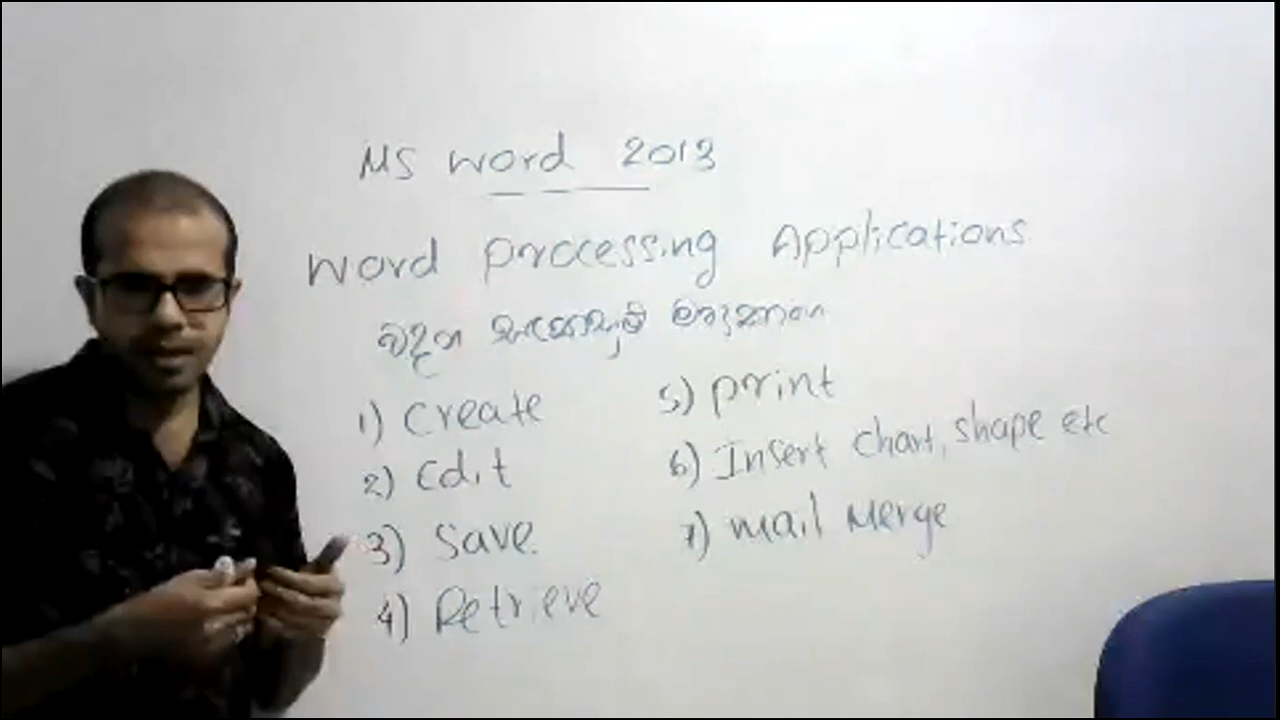 MS Word 2013
Word Processing Applications
වදන්
1) Create
2) Edit
3) Save
4) Retrieve
5) Print
6) Insert Chart, Shape etc
7) Mail Merge